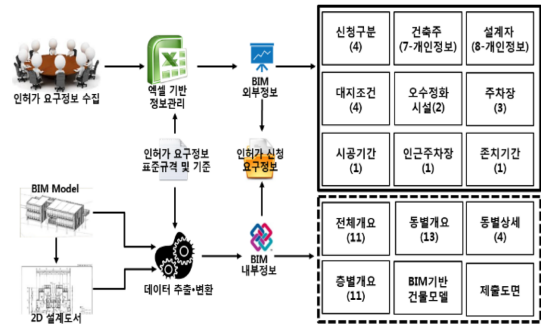 인허가 요구정보 수집
엑셀 기반
정보관리
BIM
외부정보
인허가 요구정보
표준규격 및 기준
인허가 신청
요구정보
BIM Model
2D 설계도서
데이터 추출•변환
BIM
내부정보
신청구분
(4)
건축주
(7-개인정보)
설계자
(8-개인정보)
대지조건
(4)
오수정화
시설(2)
주차장
(3)
시공기간
(1)
인근주차장
(1)
존치기간
(1)
전체개요
(11)
동별개요
(13)
동별상세
(4)
층별개요
(11)
BIM기반
건물모델
제출도면